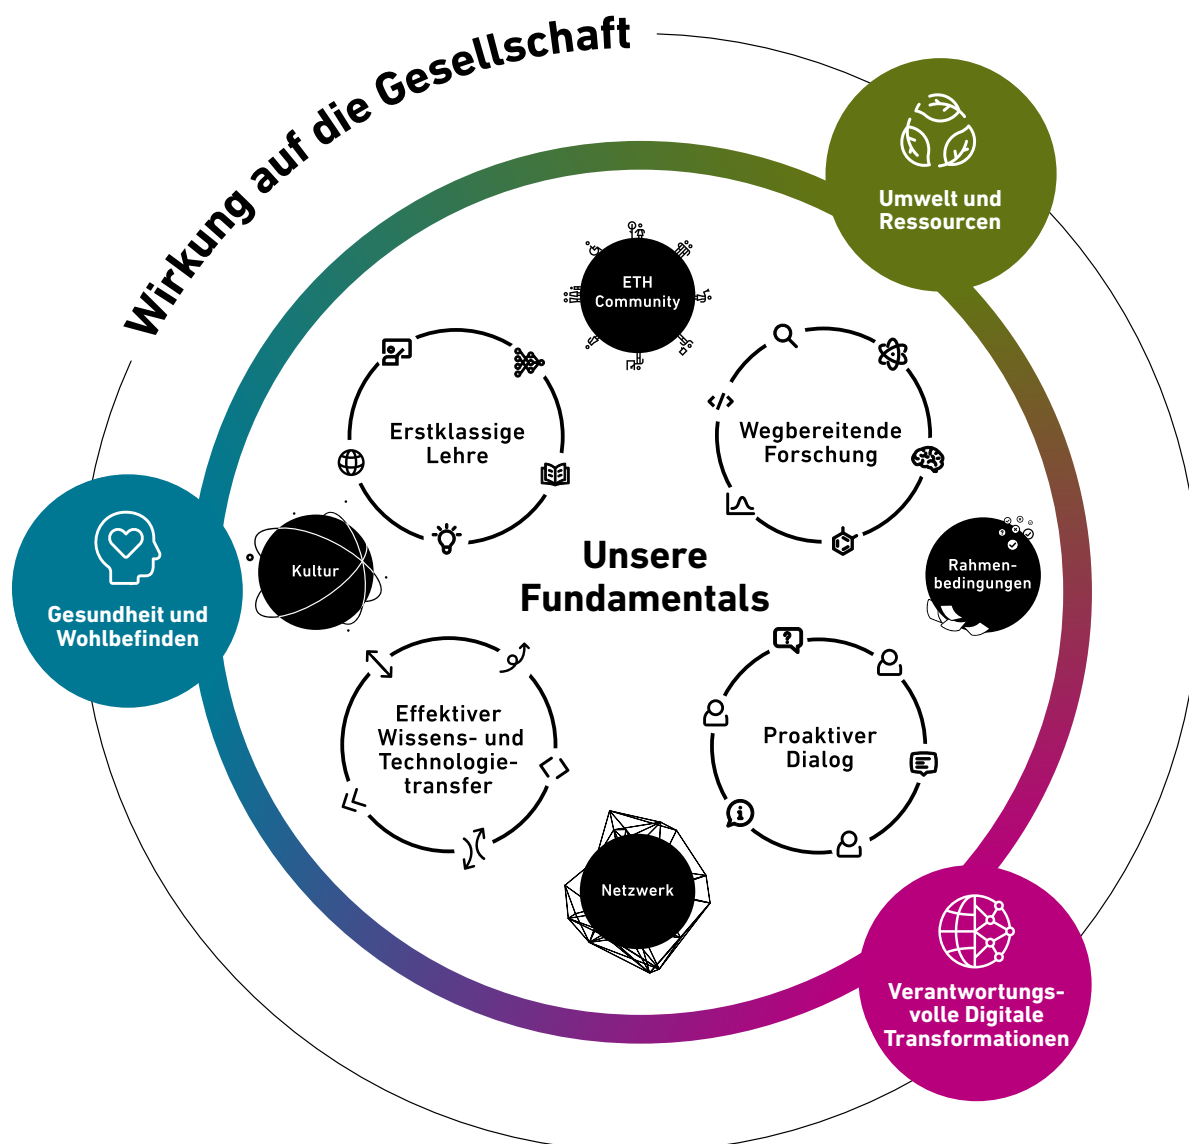 Wirkung auf die Gesellschaft
Umwelt und
Ressourcen
ETH
Community
Erstklassige
Lehre
Wegbereitende
Forschung
Unsere
Fundamentals
Kultur
Rahmen-
bedingungen
Gesundheit und
Wohlbefinden
Effektiver
Wissens- und
Technologie-
transfer
Proaktiver
Dialog
Netzwerk
Verantwortungs-
volle Digitale
Transformationen